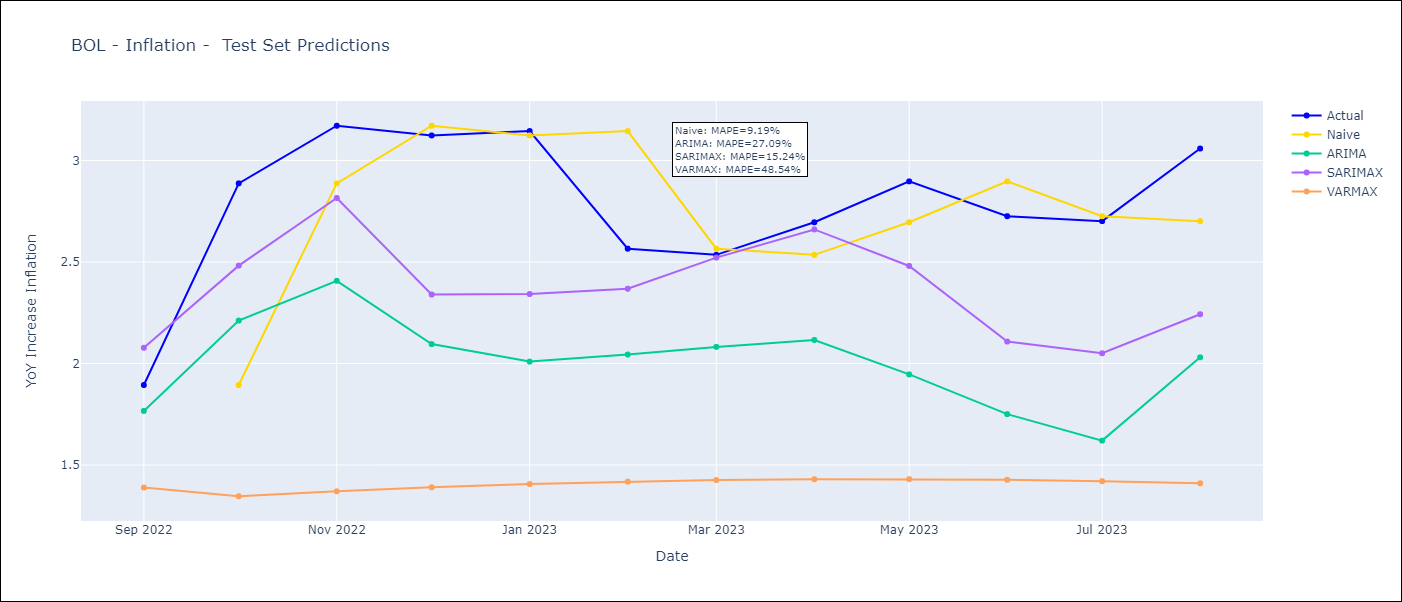 BOL - Inflation -  Test Set Predictions
Naive: MAPE=9.19%
ARIMA: MAPE=27.09%
SARIMAX: MAPE=15.24%
VARMAX: MAPE=48.54%
Actual
Naive
ARIMA
SARIMAX
VARMAX
YoY Increase Inflation
3
2.5
2
1.5
Sep 2022 Nov 2022 Jan 2023 Mar 2023 May 2023 Jul 2023
Date